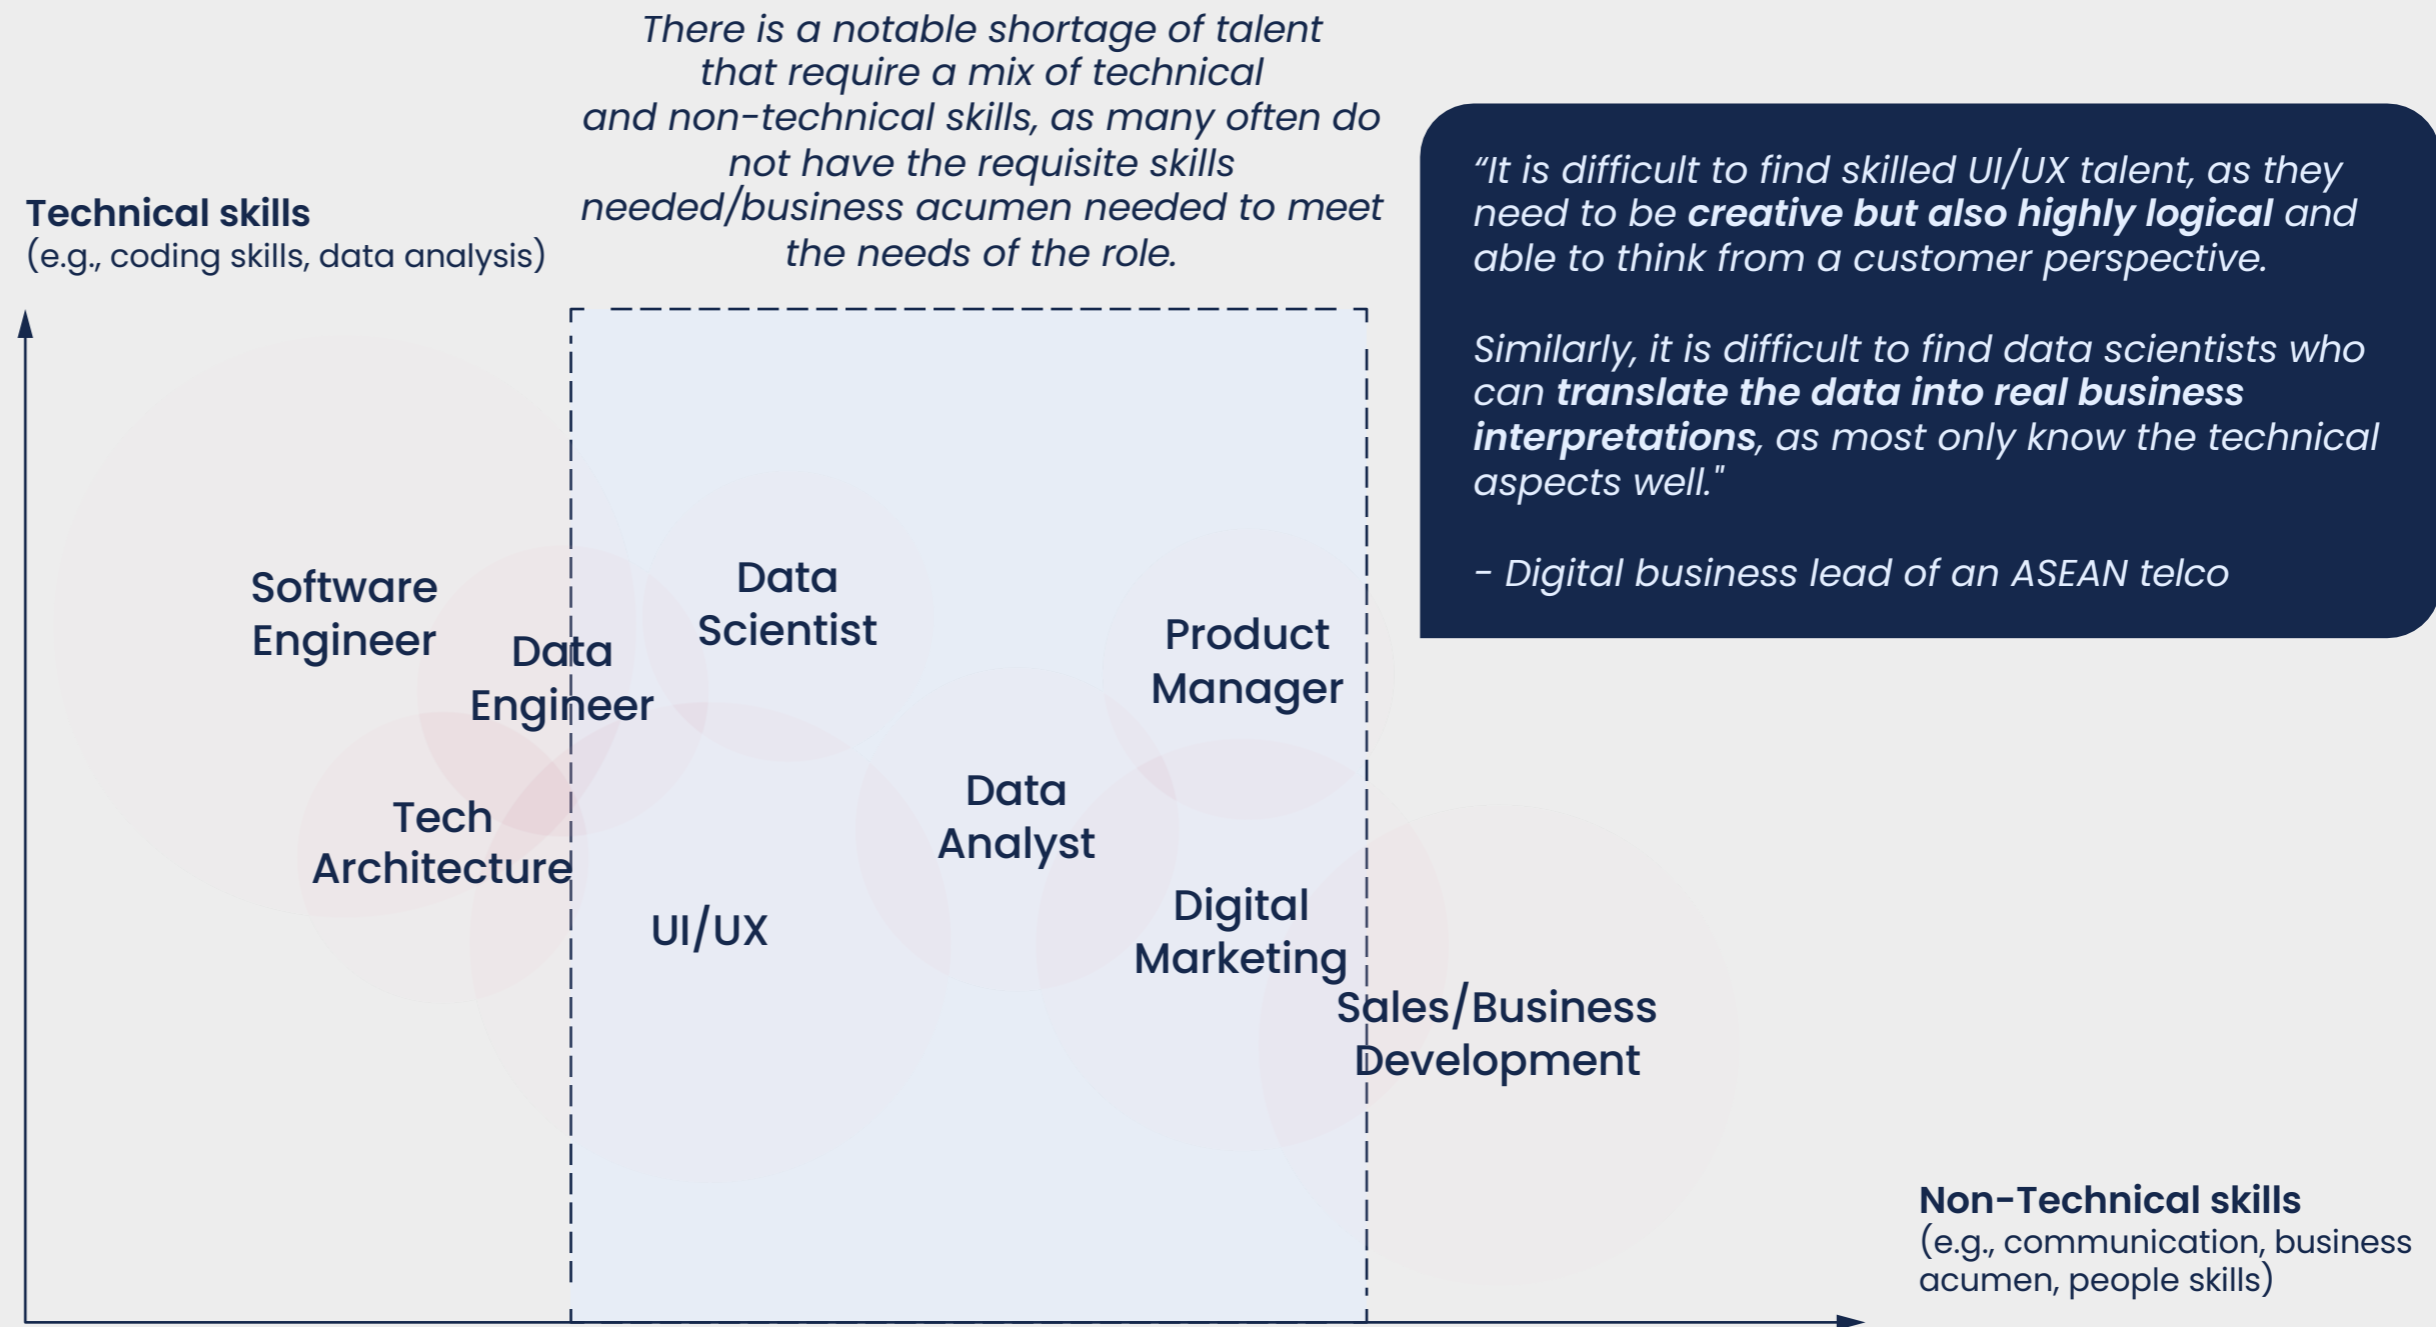 There is a notable shortage of talent
that require a mix of technical
and non-technical skills, as many often do
not have the requisite skills
needed/business acumen needed to meet
the needs of the role.
Technical skills
(e.g., coding skills, data analysis)
“It is difficult to find skilled UI/UX talent, as they
need to be creative but also highly logical and
able to think from a customer perspective.
Similarly, it is difficult to find data scientists who
can translate the data into real business
interpretations, as most only know the technical
aspects well."
- Digital business lead of an ASEAN telco
Software
Engineer
Data
Engineer
Data
Scientist
Product
Manager
Tech
Architecture
Data
Analyst
UI/UX
Digital
Marketing
Sales/Business
Development
Non-Technical skills
(e.g., communication, business
acumen, people skills)